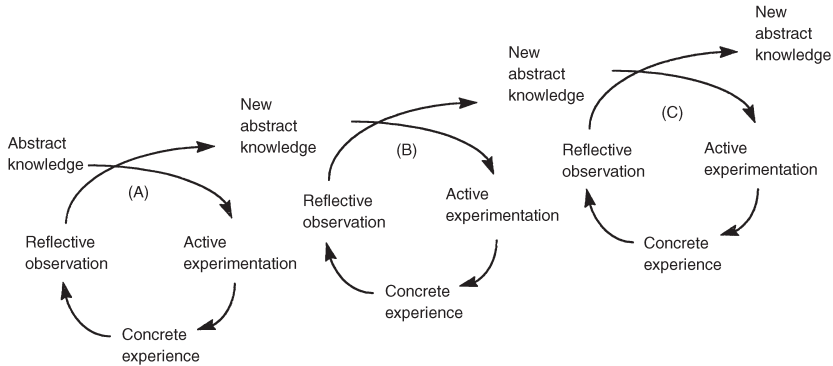 Abstract
knowledge
(A)
Reflective
observation
Active
experimentation
Concrete
experience
New
abstract
knowledge
(B)
Reflective
observation
Active
experimentation
Concrete
experience
New
abstract
knowledge
(C)
Reflective
observation
Active
experimentation
Concrete
experience
New
abstract
knowledge